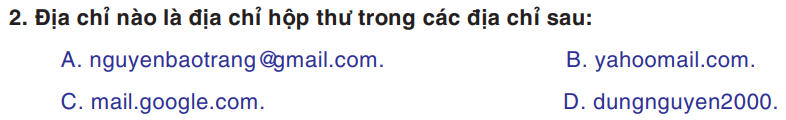 2. Địa chỉ nào là địa chỉ hộp thư trong các địa chỉ sau:
A. nguyenbaotrang@gmail.com. B. yahoomail.com.
C. mail.google.com. D. dungnguyen2000.